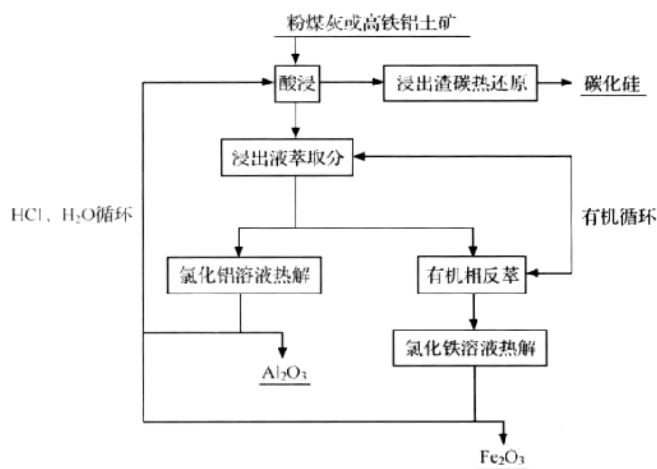 粉煤灰或高铁铝土矿
酸浸
浸出渣碳热还原
碳化硅
浸出液萃取分
HCl、H₂O循环
有机循环
氯化铝溶液热解
有机相反萃
氯化铁溶液热解
Al₂O₃
Fe₂O₃